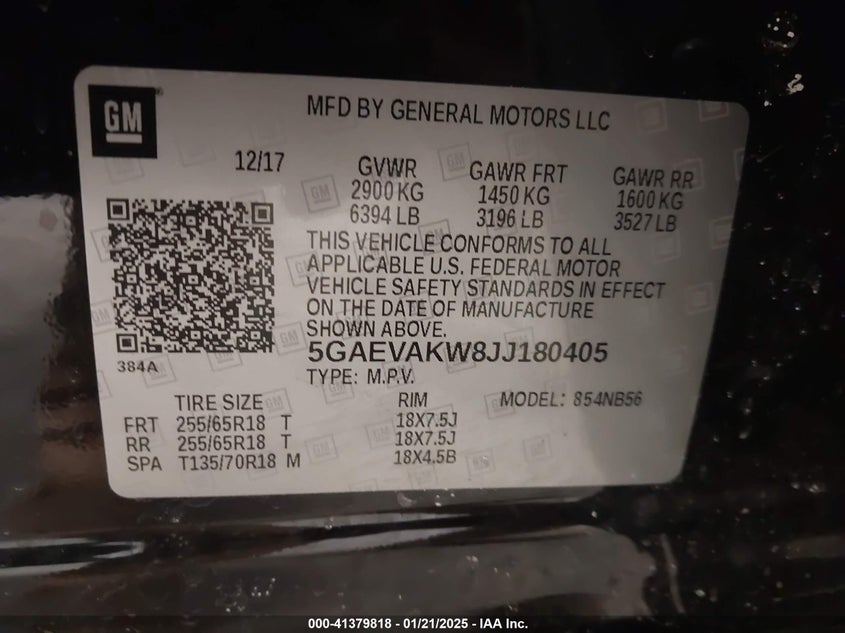 GM
MFD BY GENERAL MOTORS LLC
12/17
GVWR GAWR FRT GAWR RR
2900 KG 1450 KG 1600 KG
6394 LB 3196 LB 3527 LB
THIS VEHICLE CONFORMS TO ALL
APPLICABLE U.S. FEDERAL MOTOR
VEHICLE SAFETY STANDARDS IN EFFECT
ON THE DATE OF MANUFACTURE
SHOWN ABOVE.
384A
5GAEVAKW8JJ180405
TYPE: M.P.V.
TIRE SIZE RIM MODEL: 854NB56
FRT 255/65R18 T 18X7.5J
RR 255/65R18 T 18X7.5J
SPA T135/70R18 M 18X4.5B
000-41379818 - 01/21/2025 - © IAA Inc.